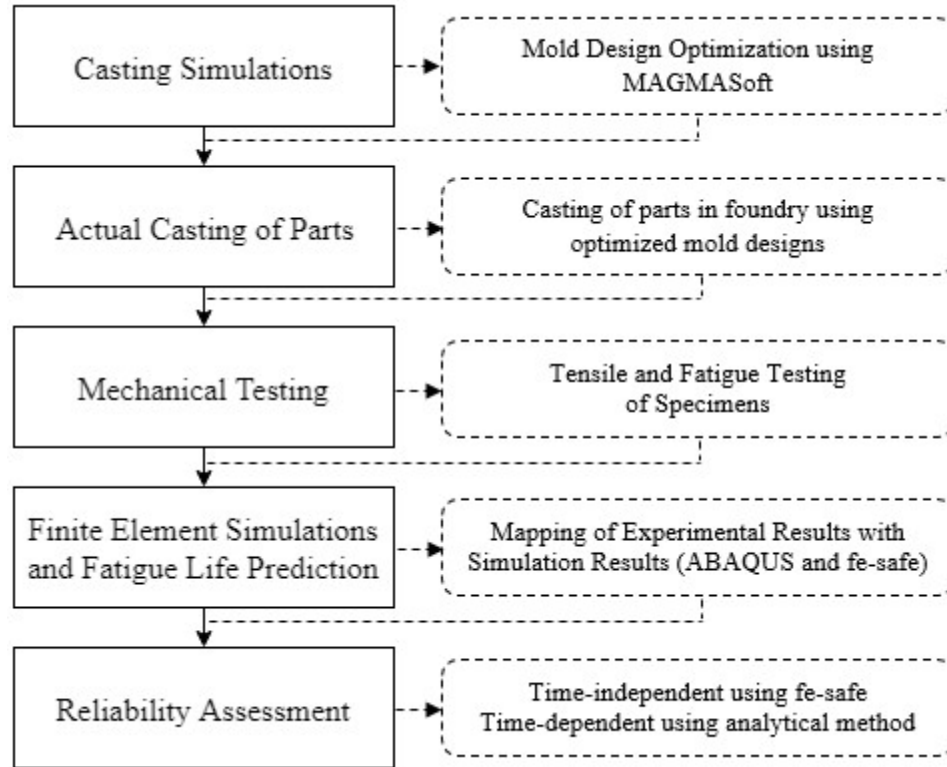 Casting Simulations
Mold Design Optimization using
MAGMASoft
Actual Casting of Parts
Casting of parts in foundry using
optimized mold designs
Mechanical Testing
Tensile and Fatigue Testing
of Specimens
Finite Element Simulations
and Fatigue Life Prediction
Mapping of Experimental Results with
Simulation Results (ABAQUS and fe-safe)
Reliability Assessment
Time-independent using fe-safe
Time-dependent using analytical method